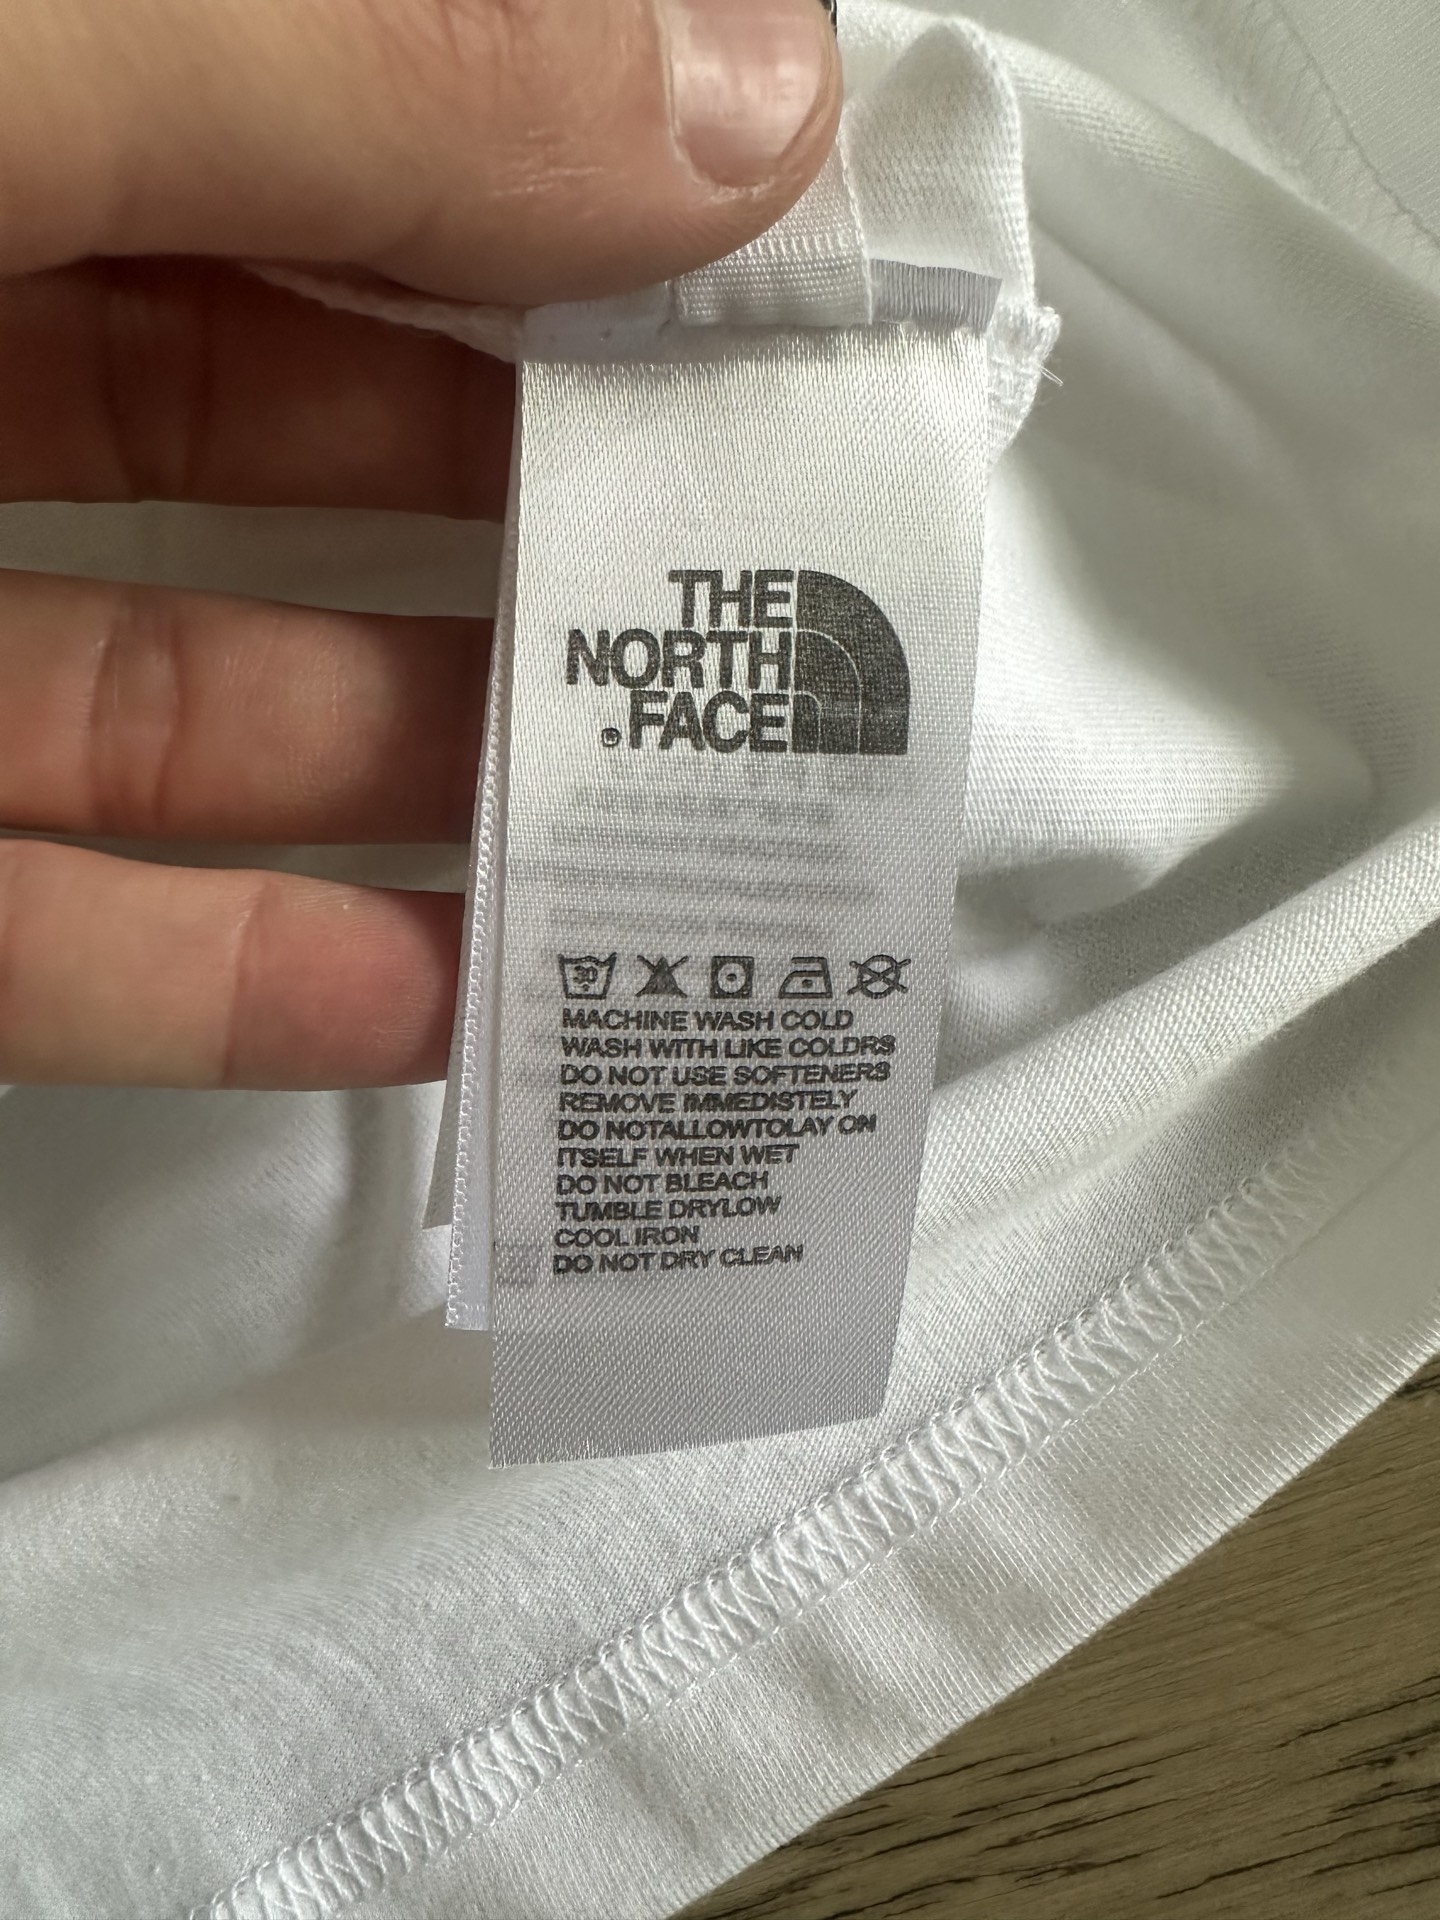 THE
NORTH
FACE
®
30
MACHINE WASH COLD
WASH WITH LIKE COLDRS
DO NOT USE SOFTENERS
REMOVE IMMEDISTELY
DO NOTALLOWTOLAY ON
ITSELF WHEN WET
DO NOT BLEACH
TUMBLE DRYLOW
COOL IRON
DO NOT DRY CLEAN